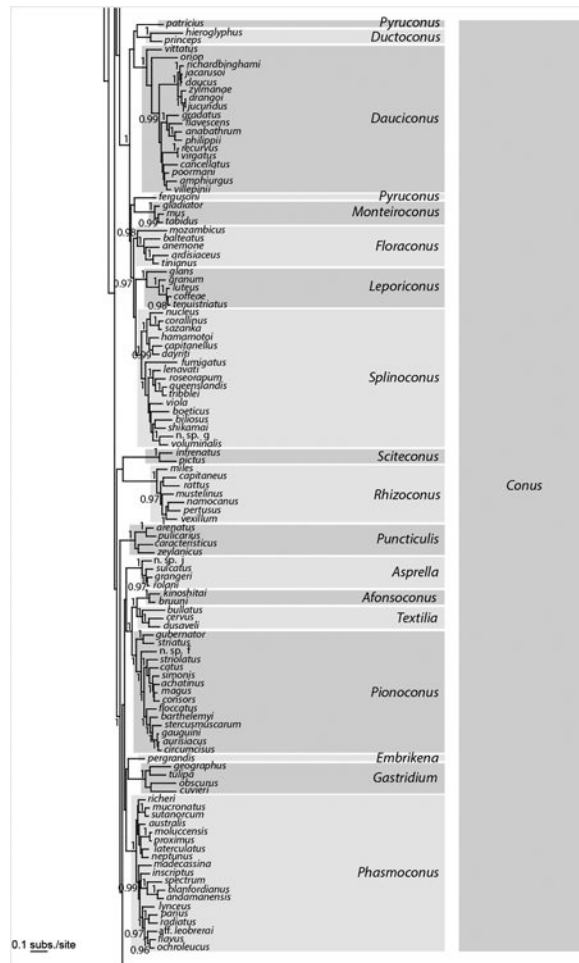 patricius
Pyruconus
hieroglyphus
princeps
Ductoconus
vittatus
orion
richardbinghami
jacarusoi
daucus
zylmanae
arangoi
jucundus
gradatus
flavescens
anabathrum
philippii
recurvus
virgatus
cancellatus
poormani
amphiurgus
villepinii
Dauciconus
fergusoni
Pyruconus
gladiator
mus
tabidus
Monteiroconus
mozambicus
balteatus
anemone
ardisiaceus
tinianus
Floraconus
glans
granum
luteus
coffeae
tenuistriatus
Leporiconus
nucleus
corallinus
sazanka
hamamotoi
capitanellus
dayriti
fumigatus
lenavati
roseorapum
queenslandis
tribblei
viola
boeticus
biliosus
shikamai
n. sp. g
voluminalis
Splinoconus
infrenatus
pictus
Sciteconus
miles
capitaneus
rattus
mustelinus
namocanus
pertusus
vexillum
Rhizoconus
Conus
arenatus
pulicarius
caracteristicus
zeylanicus
Puncticulis
n. sp. j
sulcatus
grangeri
rolani
Asprella
kinoshitai
bruuni
Afonsoconus
bullatus
cervus
dusaveli
Textilia
gubernator
striatus
n. sp. f
striolatus
catus
simonis
achatinus
magus
consors
floccatus
barthelemyi
stercusmuscarum
gauguini
aurisiacus
circumcisus
Pionoconus
pergrandis
Embrikena
geographus
tulipa
obscurus
cuvieri
Gastridium
richeri
mucronatus
sutanorcum
australis
moluccensis
proximus
laterculatus
neptunus
madecassina
inscriptus
spectrum
blanfordianus
andamanensis
lynceus
parius
radiatus
aff. leobrerai
flavus
ochroleucus
Phasmoconus
0.99
1
0.98
0.99
0.97
0.98
0.99
0.97
0.97
0.99
0.97
0.96
0.1 subs./site